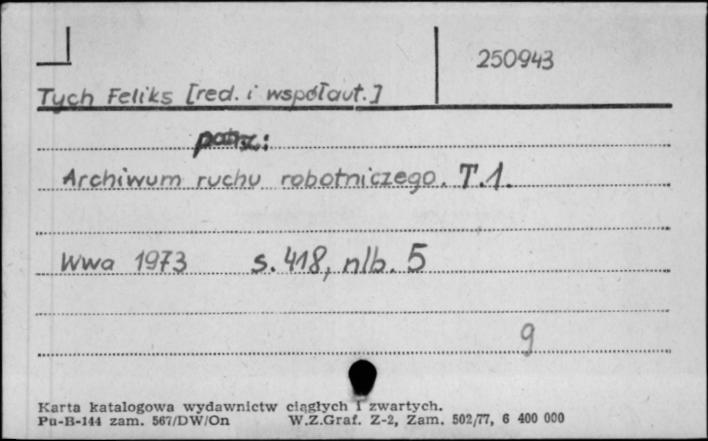 250943
Tych Feliks [red. i współaut.]
patrz:
Archiwum ruchu robotniczego. T.1.
Wwa 1973 s. 418, nlb. 5
g
Karta katalogowa wydawnictw ciągłych i zwartych.
Pu-B-144 zam. 567/DW/On W.Z.Graf. Z-2, Zam. 502/77, 6 400 000